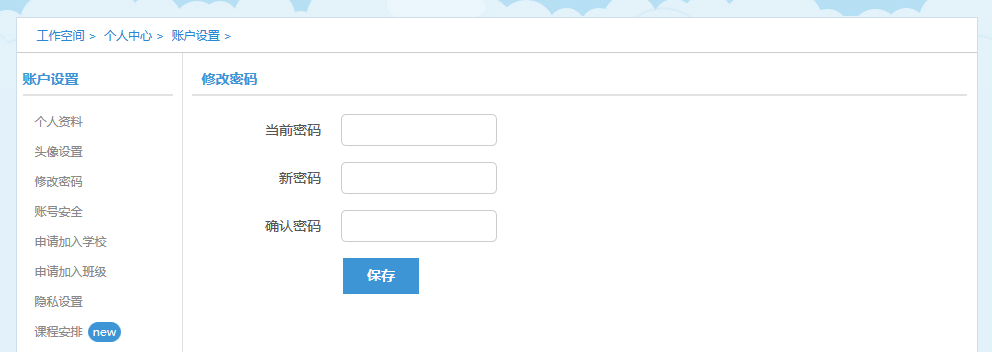 工作空间 > 个人中心 > 账户设置 >
账户设置
个人资料
头像设置
修改密码
账号安全
申请加入学校
申请加入班级
隐私设置
课程安排 new
修改密码
当前密码
新密码
确认密码
保存